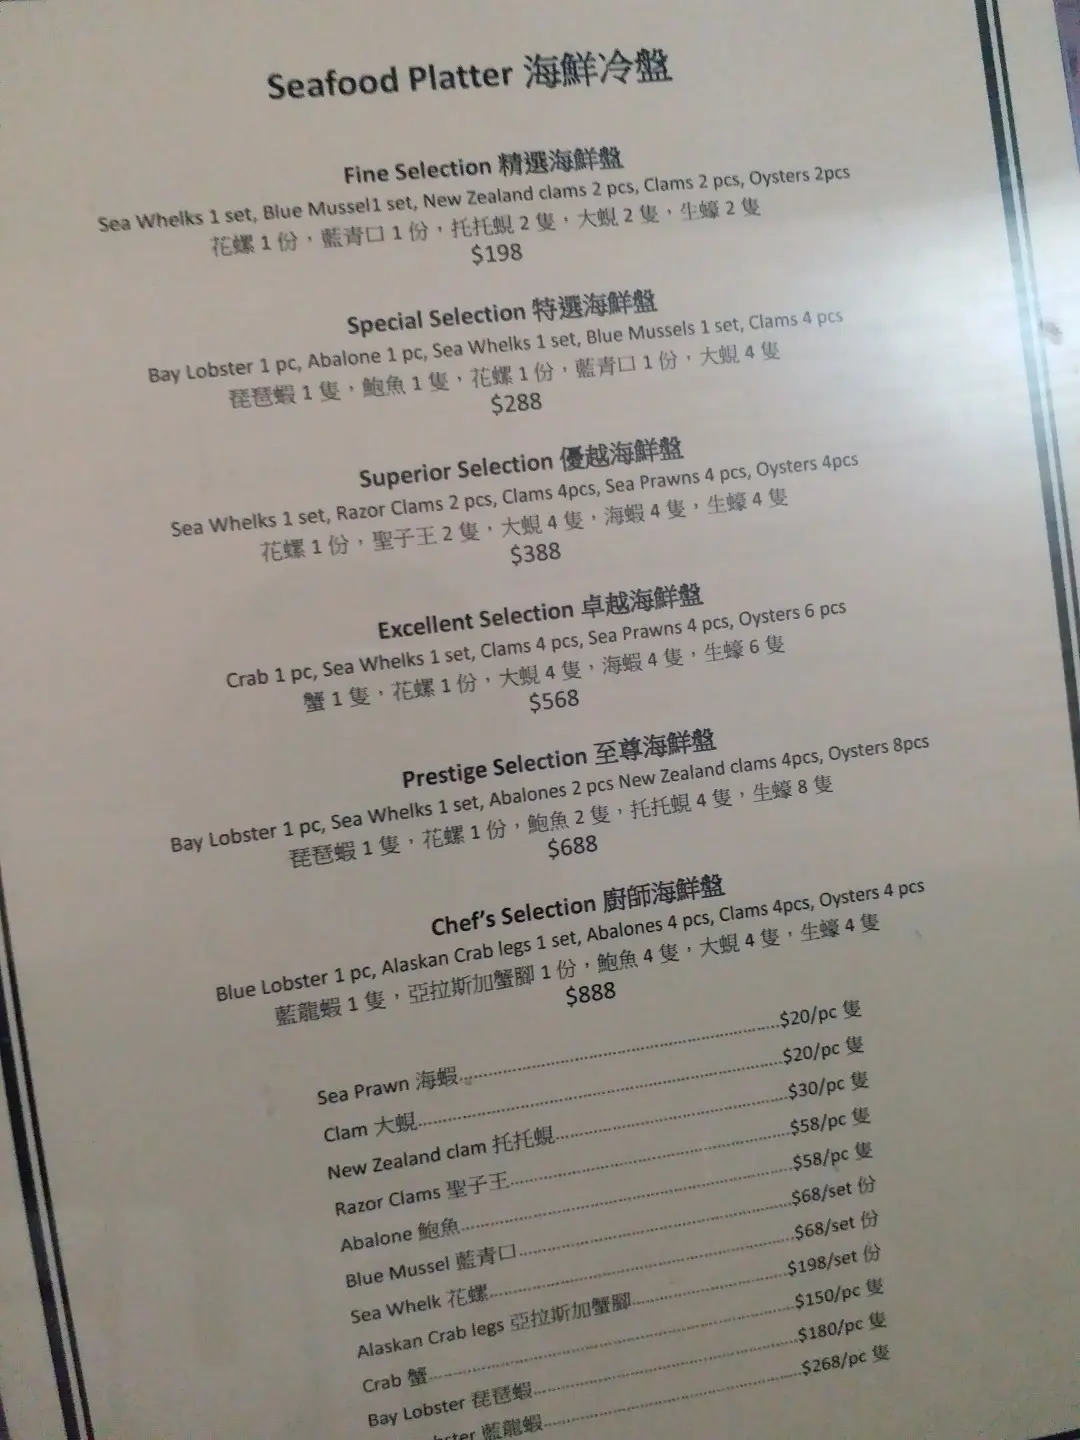 Seafood Platter 海鮮冷盤
Fine Selection 精選海鮮盤
Sea Whelks 1 set, Blue Mussel1 set, New Zealand clams 2 pcs, Clams 2 pcs, Oysters 2pcs
花螺 1 份，藍青口 1 份，托托蜆 2 隻，大蜆 2 隻，生蠔 2 隻
$198
Special Selection 特選海鮮盤
Bay Lobster 1 pc, Abalone 1 pc, Sea Whelks 1 set, Blue Mussels 1 set, Clams 4 pcs
琵琶蝦 1 隻，鮑魚 1 隻，花螺 1 份，藍青口 1 份，大蜆 4 隻
$288
Superior Selection 優越海鮮盤
Sea Whelks 1 set, Razor Clams 2 pcs, Clams 4pcs, Sea Prawns 4 pcs, Oysters 4pcs
花螺 1 份，聖子王 2 隻，大蜆 4 隻，海蝦 4 隻，生蠔 4 隻
$388
Excellent Selection 卓越海鮮盤
Crab 1 pc, Sea Whelks 1 set, Clams 4 pcs, Sea Prawns 4 pcs, Oysters 6 pcs
蟹 1 隻，花螺 1 份，大蜆 4 隻，海蝦 4 隻，生蠔 6 隻
$568
Prestige Selection 至尊海鮮盤
Bay Lobster 1 pc, Sea Whelks 1 set, Abalones 2 pcs New Zealand clams 4pcs, Oysters 8pcs
琵琶蝦 1 隻，花螺 1 份，鮑魚 2 隻，托托蜆 4 隻，生蠔 8 隻
$688
Chef's Selection 廚師海鮮盤
Blue Lobster 1 pc, Alaskan Crab legs 1 set, Abalones 4 pcs, Clams 4pcs, Oysters 4 pcs
藍龍蝦 1 隻，亞拉斯加蟹腳 1 份，鮑魚 4 隻，大蜆 4 隻，生蠔 4 隻
$888
Sea Prawn 海蝦 $20/pc 隻
Clam 大蜆 $20/pc 隻
New Zealand clam 托托蜆 $30/pc 隻
Razor Clams 聖子王 $58/pc 隻
Abalone 鮑魚 $58/pc 隻
Blue Mussel 藍青口 $68/set 份
Sea Whelk 花螺 $68/set 份
Alaskan Crab legs 亞拉斯加蟹腳 $198/set 份
Crab 蟹 $150/pc 隻
Bay Lobster 琵琶蝦 $180/pc 隻
藍龍蝦 $268/pc 隻